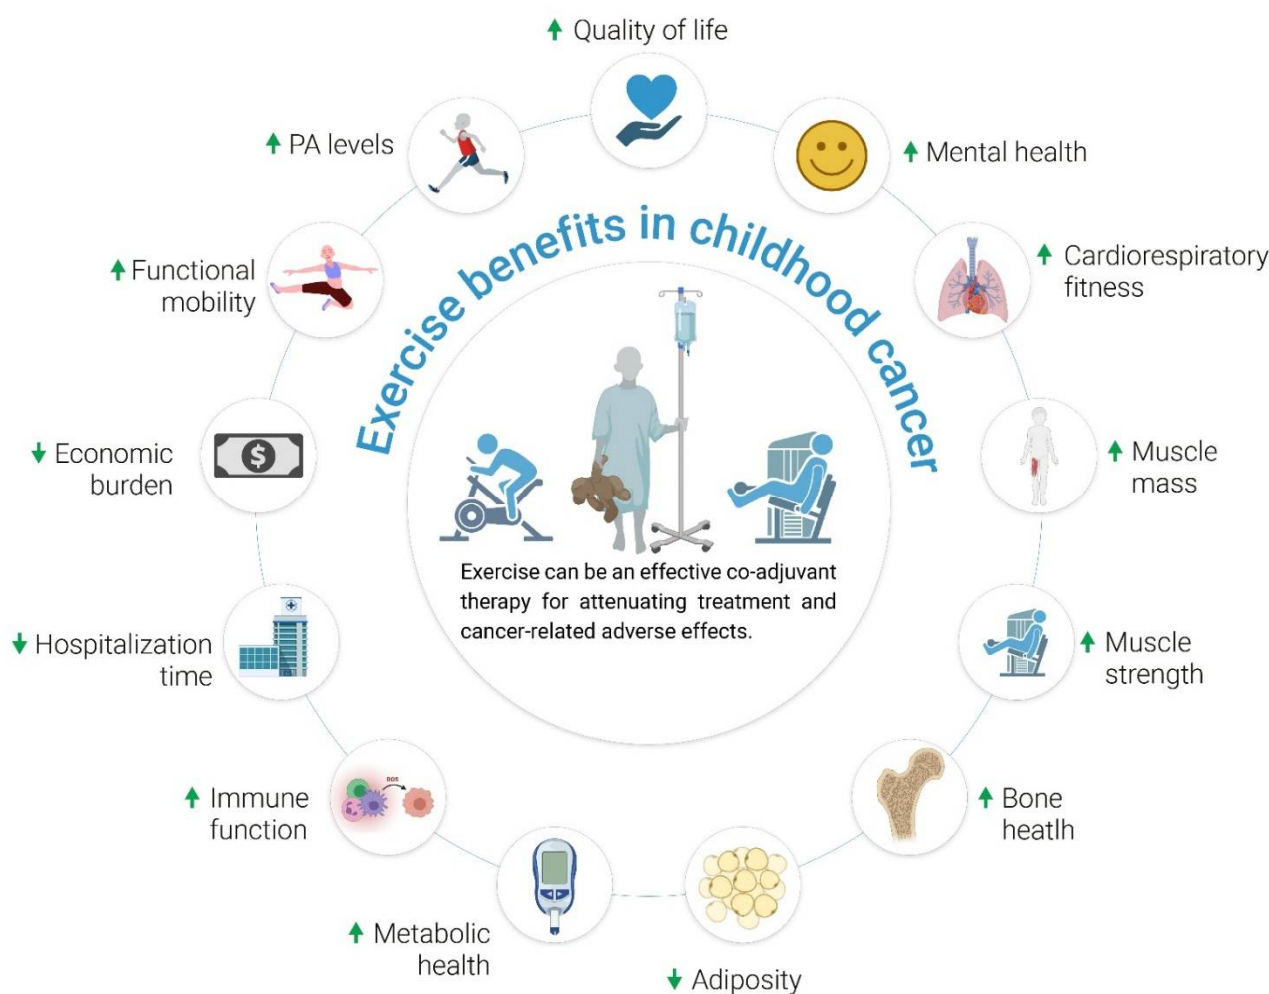 ↑ Quality of life
↑ Mental health
↑ Cardiorespiratory
fitness
↑ Muscle
mass
↑ Muscle
strength
↑ Bone
heatlh
↓ Adiposity
↑ Metabolic
health
↑ Immune
function
ROS
↓ Hospitalization
time
↓ Economic
burden
$
↑ Functional
mobility
↑ PA levels
Exercise benefits in childhood cancer
Exercise can be an effective co-adjuvant
therapy for attenuating treatment and
cancer-related adverse effects.